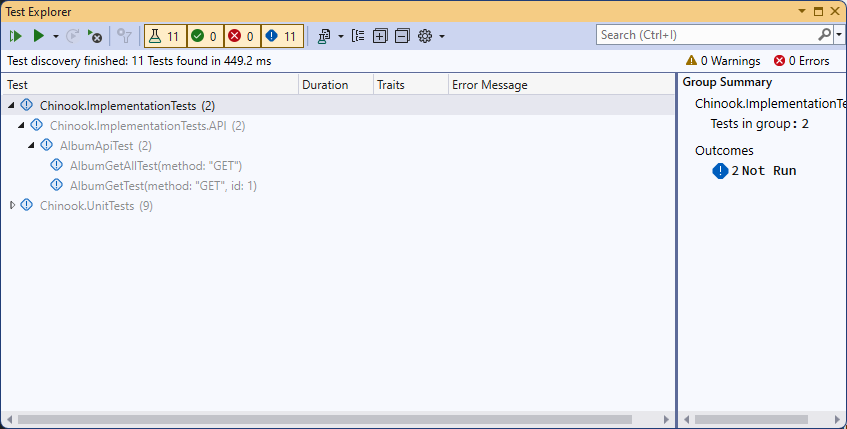 Test Explorer
11 0 0 11 Search (Ctrl+I)
Test discovery finished: 11 Tests found in 449.2 ms 0 Warnings 0 Errors
Test Duration Traits Error Message
Chinook.ImplementationTests (2)
Chinook.ImplementationTests.API (2)
AlbumApiTest (2)
AlbumGetAllTest(method: "GET")
AlbumGetTest(method: "GET", id: 1)
Chinook.UnitTests (9)
Group Summary
Chinook.ImplementationTe
Tests in group: 2
Outcomes
2 Not Run